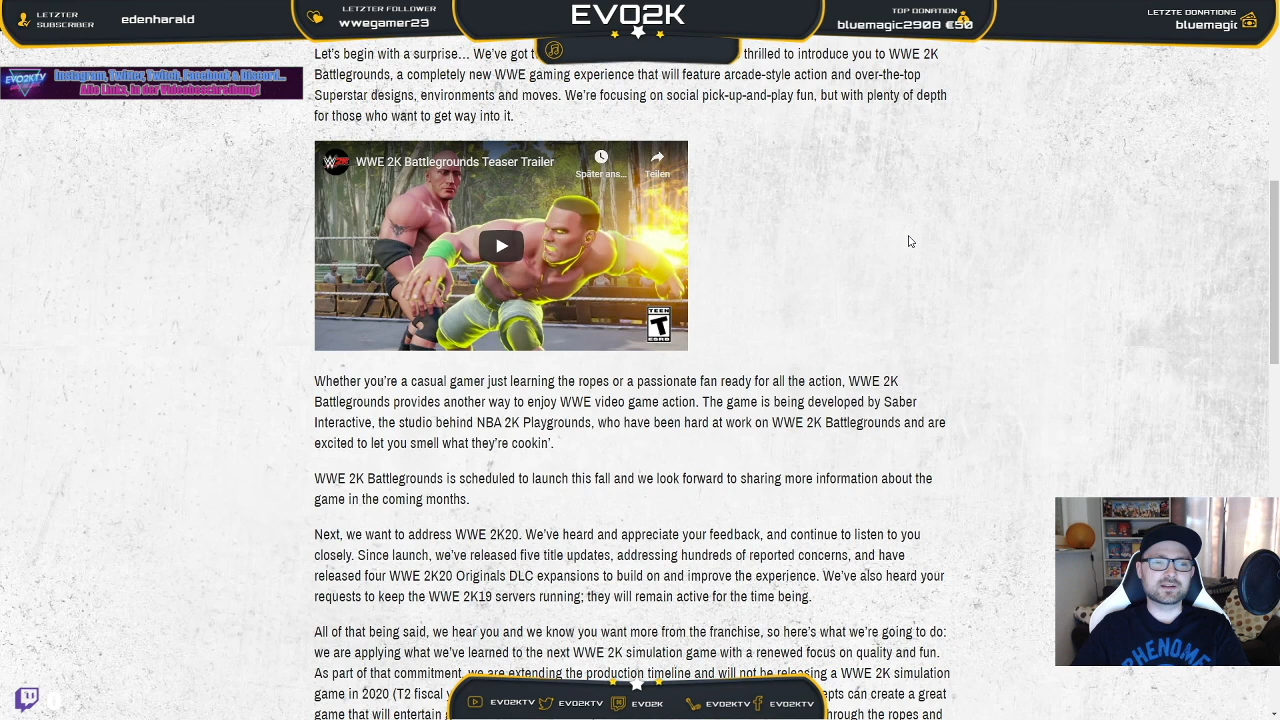 LETZTER
SUBSCRIBER
edenharald
LETZTER FOLLOWER
wwegamer23
EVO2K
TOP DONATION
bluemagic2908 €50
LETZTE DONATIONS
bluemagic
EVO2KTV
Instagram, Twitter, Twitch, Facebook & Discord...
Alle Links, in der Videobeschreibung!
Let's begin with a surprise… We've got thrilled to introduce you to WWE 2K
Battlegrounds, a completely new WWE gaming experience that will feature arcade-style action and over-the-top
Superstar designs, environments and moves. We're focusing on social pick-up-and-play fun, but with plenty of depth
for those who want to get way into it.
WWE 2K Battlegrounds Teaser Trailer
Später ans...
Teilen
TEEN
T
ESRB
Whether you're a casual gamer just learning the ropes or a passionate fan ready for all the action, WWE 2K
Battlegrounds provides another way to enjoy WWE video game action. The game is being developed by Saber
Interactive, the studio behind NBA 2K Playgrounds, who have been hard at work on WWE 2K Battlegrounds and are
excited to let you smell what they're cookin'.
WWE 2K Battlegrounds is scheduled to launch this fall and we look forward to sharing more information about the
game in the coming months.
Next, we want to address WWE 2K20. We've heard and appreciate your feedback, and continue to listen to you
closely. Since launch, we've released five title updates, addressing hundreds of reported concerns, and have
released four WWE 2K20 Originals DLC expansions to build on and improve the experience. We've also heard your
requests to keep the WWE 2K19 servers running; they will remain active for the time being.
All of that being said, we hear you and we know you want more from the franchise, so here's what we're going to do:
we are applying what we've learned to the next WWE 2K simulation game with a renewed focus on quality and fun.
As part of that commitment, we are extending the production timeline and will not be releasing a WWE 2K simulation
game in 2020 (T2 fiscal can create a great
game that will entertain through the ropes and
PHENOM
EVO2KTV
EVO2KTV
EVO2K
EVO2KTV
EVO2KTV